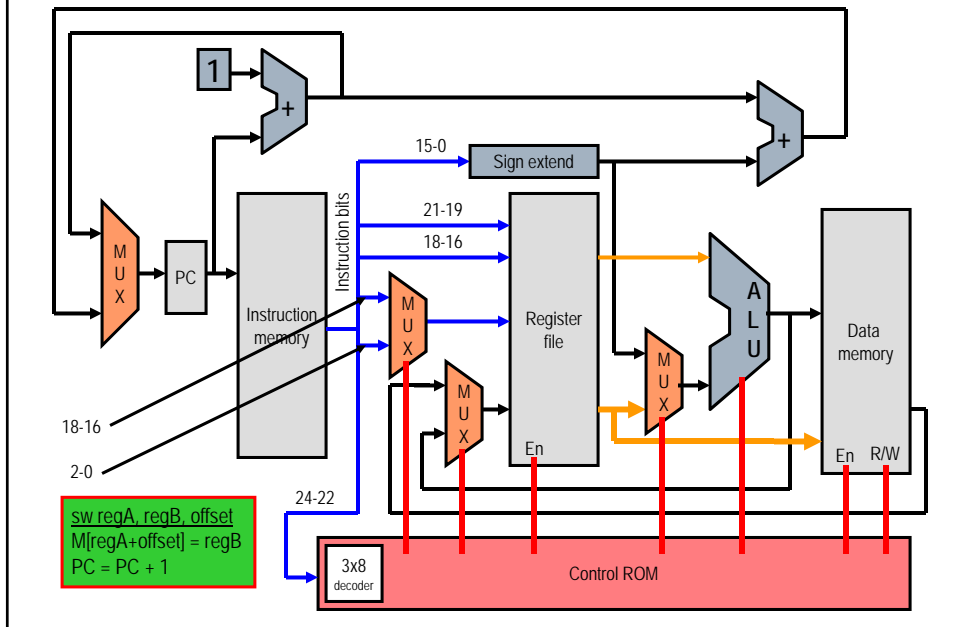 1
+
+
15-0
Sign extend
Instruction bits
21-19
18-16
M
U
X
PC
Instruction
memory
M
U
X
Register
file
En
A
L
U
M
U
X
Data
memory
En
R/W
M
U
X
18-16
2-0
24-22
sw regA, regB, offset
M[regA+offset] = regB
PC = PC + 1
3x8
decoder
Control ROM